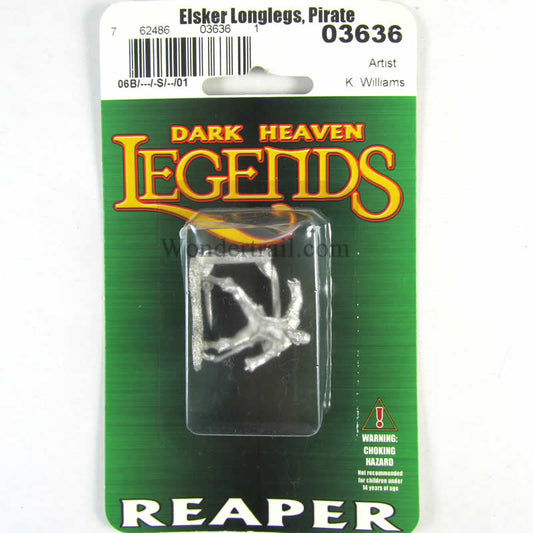 Elsker Longlegs, Pirate
7 62486 03636 1
03636
Artist
K. Williams
06B/---/-S/--/01
DARK HEAVEN
LEGENDS
Wondertrail.com
WARNING:
CHOKING
HAZARD
Not recommended
for children under
14 years of age
REAPER